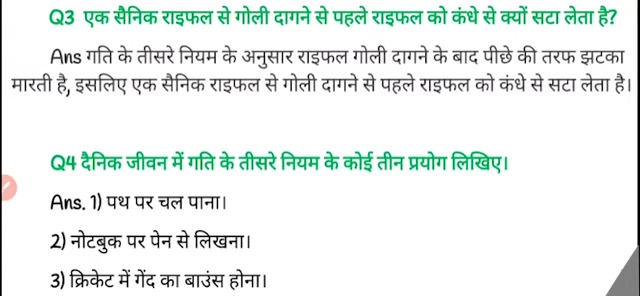 Q3 एक सैनिक राइफल से गोली दागने से पहले राइफल को कंधे से क्यों सटा लेता है?
Ans गति के तीसरे नियम के अनुसार राइफल गोली दागने के बाद पीछे की तरफ झटका
मारती है, इसलिए एक सैनिक राइफल से गोली दागने से पहले राइफल को कंधे से सटा लेता है।
Q4 दैनिक जीवन में गति के तीसरे नियम के कोई तीन प्रयोग लिखिए।
Ans. 1) पथ पर चल पाना।
2) नोटबुक पर पेन से लिखना।
3) क्रिकेट में गेंद का बाउंस होना।